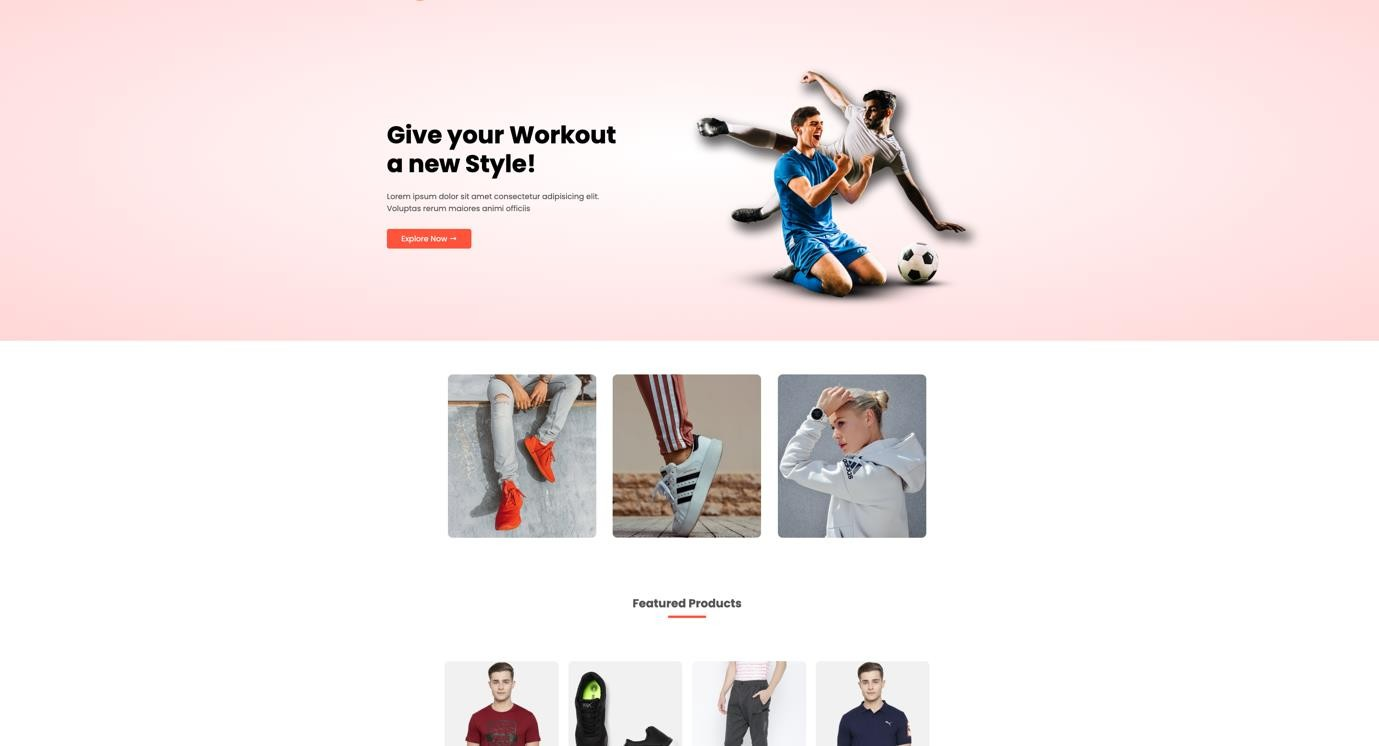 Give your Workout
a new Style!
Lorem ipsum dolor sit amet consectetur adipisicing elit.
Voluptas rerum maiores animi officiis
Explore Now →
adidas
Featured Products